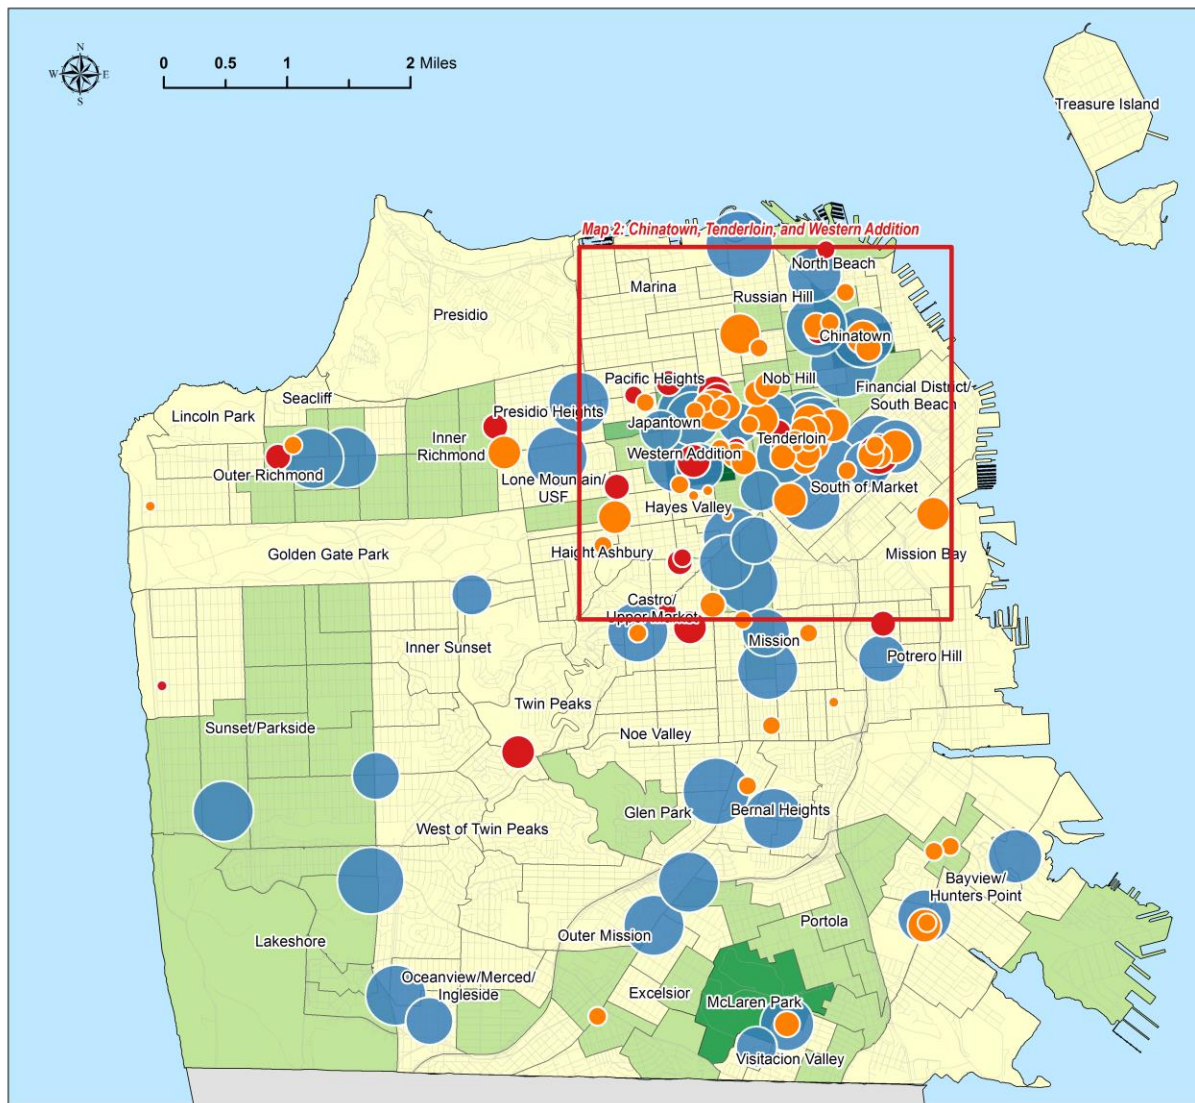 N
W E
S
0 0.5 1 2 Miles
Treasure Island
Map 2: Chinatown, Tenderloin, and Western Addition
North Beach
Marina
Russian Hill
Presidio
Chinatown
Pacific Heights
Nob Hill
Financial District/
South Beach
Seacliff
Lincoln Park
Presidio Heights
Japantown
Inner
Richmond
Tenderloin
Outer Richmond
Western Addition
Lone Mountain/
USF
South of Market
Hayes Valley
Golden Gate Park
Haight Ashbury
Mission Bay
Castro/
Upper Market
Mission
Inner Sunset
Potrero Hill
Twin Peaks
Sunset/Parkside
Noe Valley
Glen Park
Bernal Heights
West of Twin Peaks
Bayview/
Hunters Point
Portola
Outer Mission
Lakeshore
Oceanview/Merced/
Ingleside
Excelsior
McLaren Park
Visitacion Valley